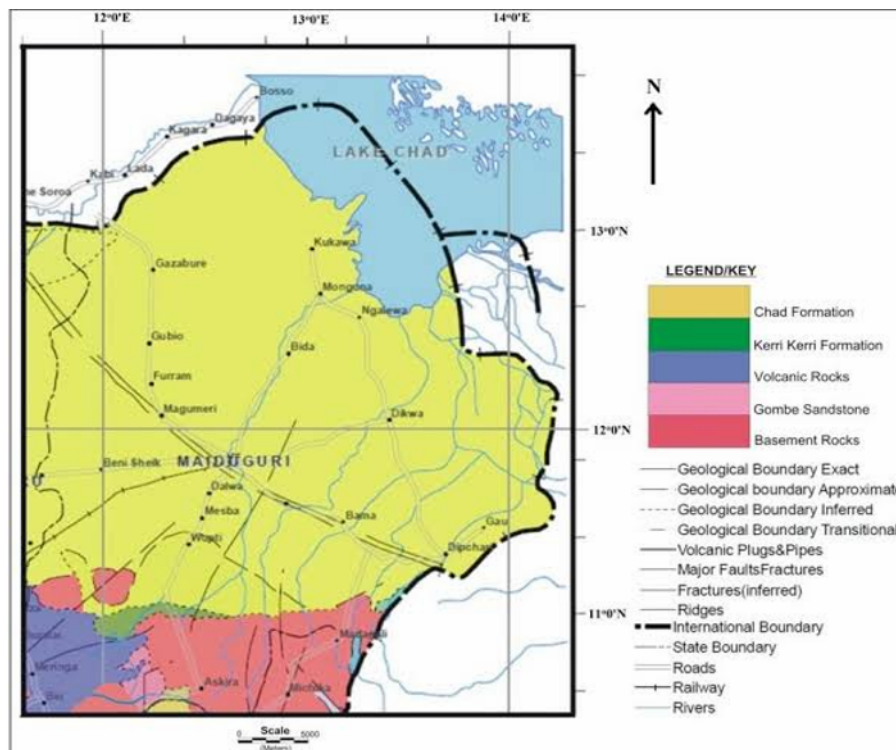 12°0'E 13°0'E 14°0'E
Bosso
Dagaya
Kagara
LAKE CHAD
Kabi Lada
ne Soroa
N
13°0'N
Kukawa
Gazabure
Mongona
Ngalewa
Gubio
Bida
Furram
Magumeri
Dikwa
12°0'N
MAIDUGURI
Beni Sheik
Dalwa
Mesba
Bama
Gau
Dipchari
11°0'N
Madagali
Meringa
Askira
Michika
LEGEND/KEY
Chad Formation
Kerri Kerri Formation
Volcanic Rocks
Gombe Sandstone
Basement Rocks
Geological Boundary Exact
Geological boundary Approximate
Geological Boundary Inferred
Geological Boundary Transitional
Volcanic Plugs&Pipes
Major FaultsFractures
Fractures(inferred)
Ridges
International Boundary
State Boundary
Roads
Railway
Rivers
Scale
0 5000
(Meters)